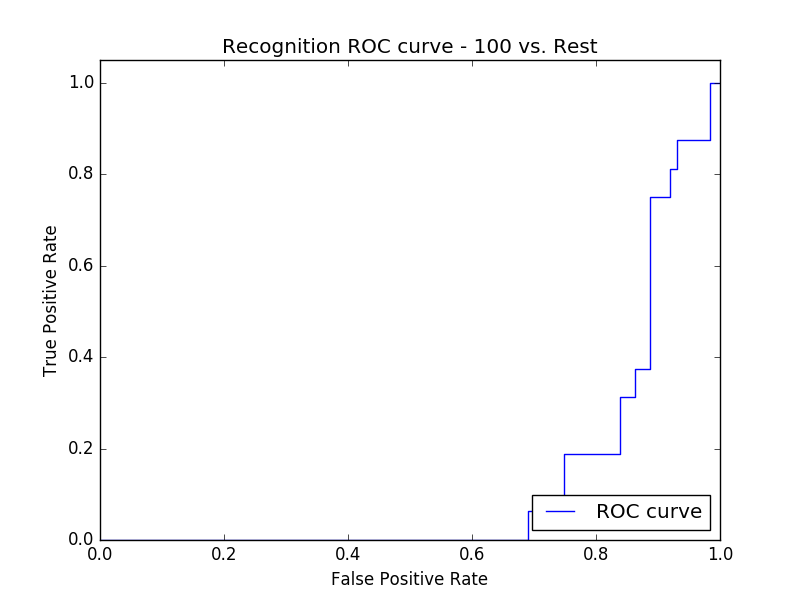 Recognition ROC curve - 100 vs. Rest
1.0
0.8
0.6
0.4
0.2
0.0
True Positive Rate
ROC curve
0.0 0.2 0.4 0.6 0.8 1.0
False Positive Rate